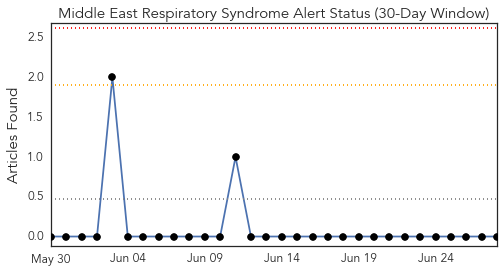 Middle East Respiratory Syndrome Alert Status (30-Day Window)
Articles Found
2.5
2.0
1.5
1.0
0.5
0.0
May 30
Jun 04
Jun 09
Jun 14
Jun 19
Jun 24